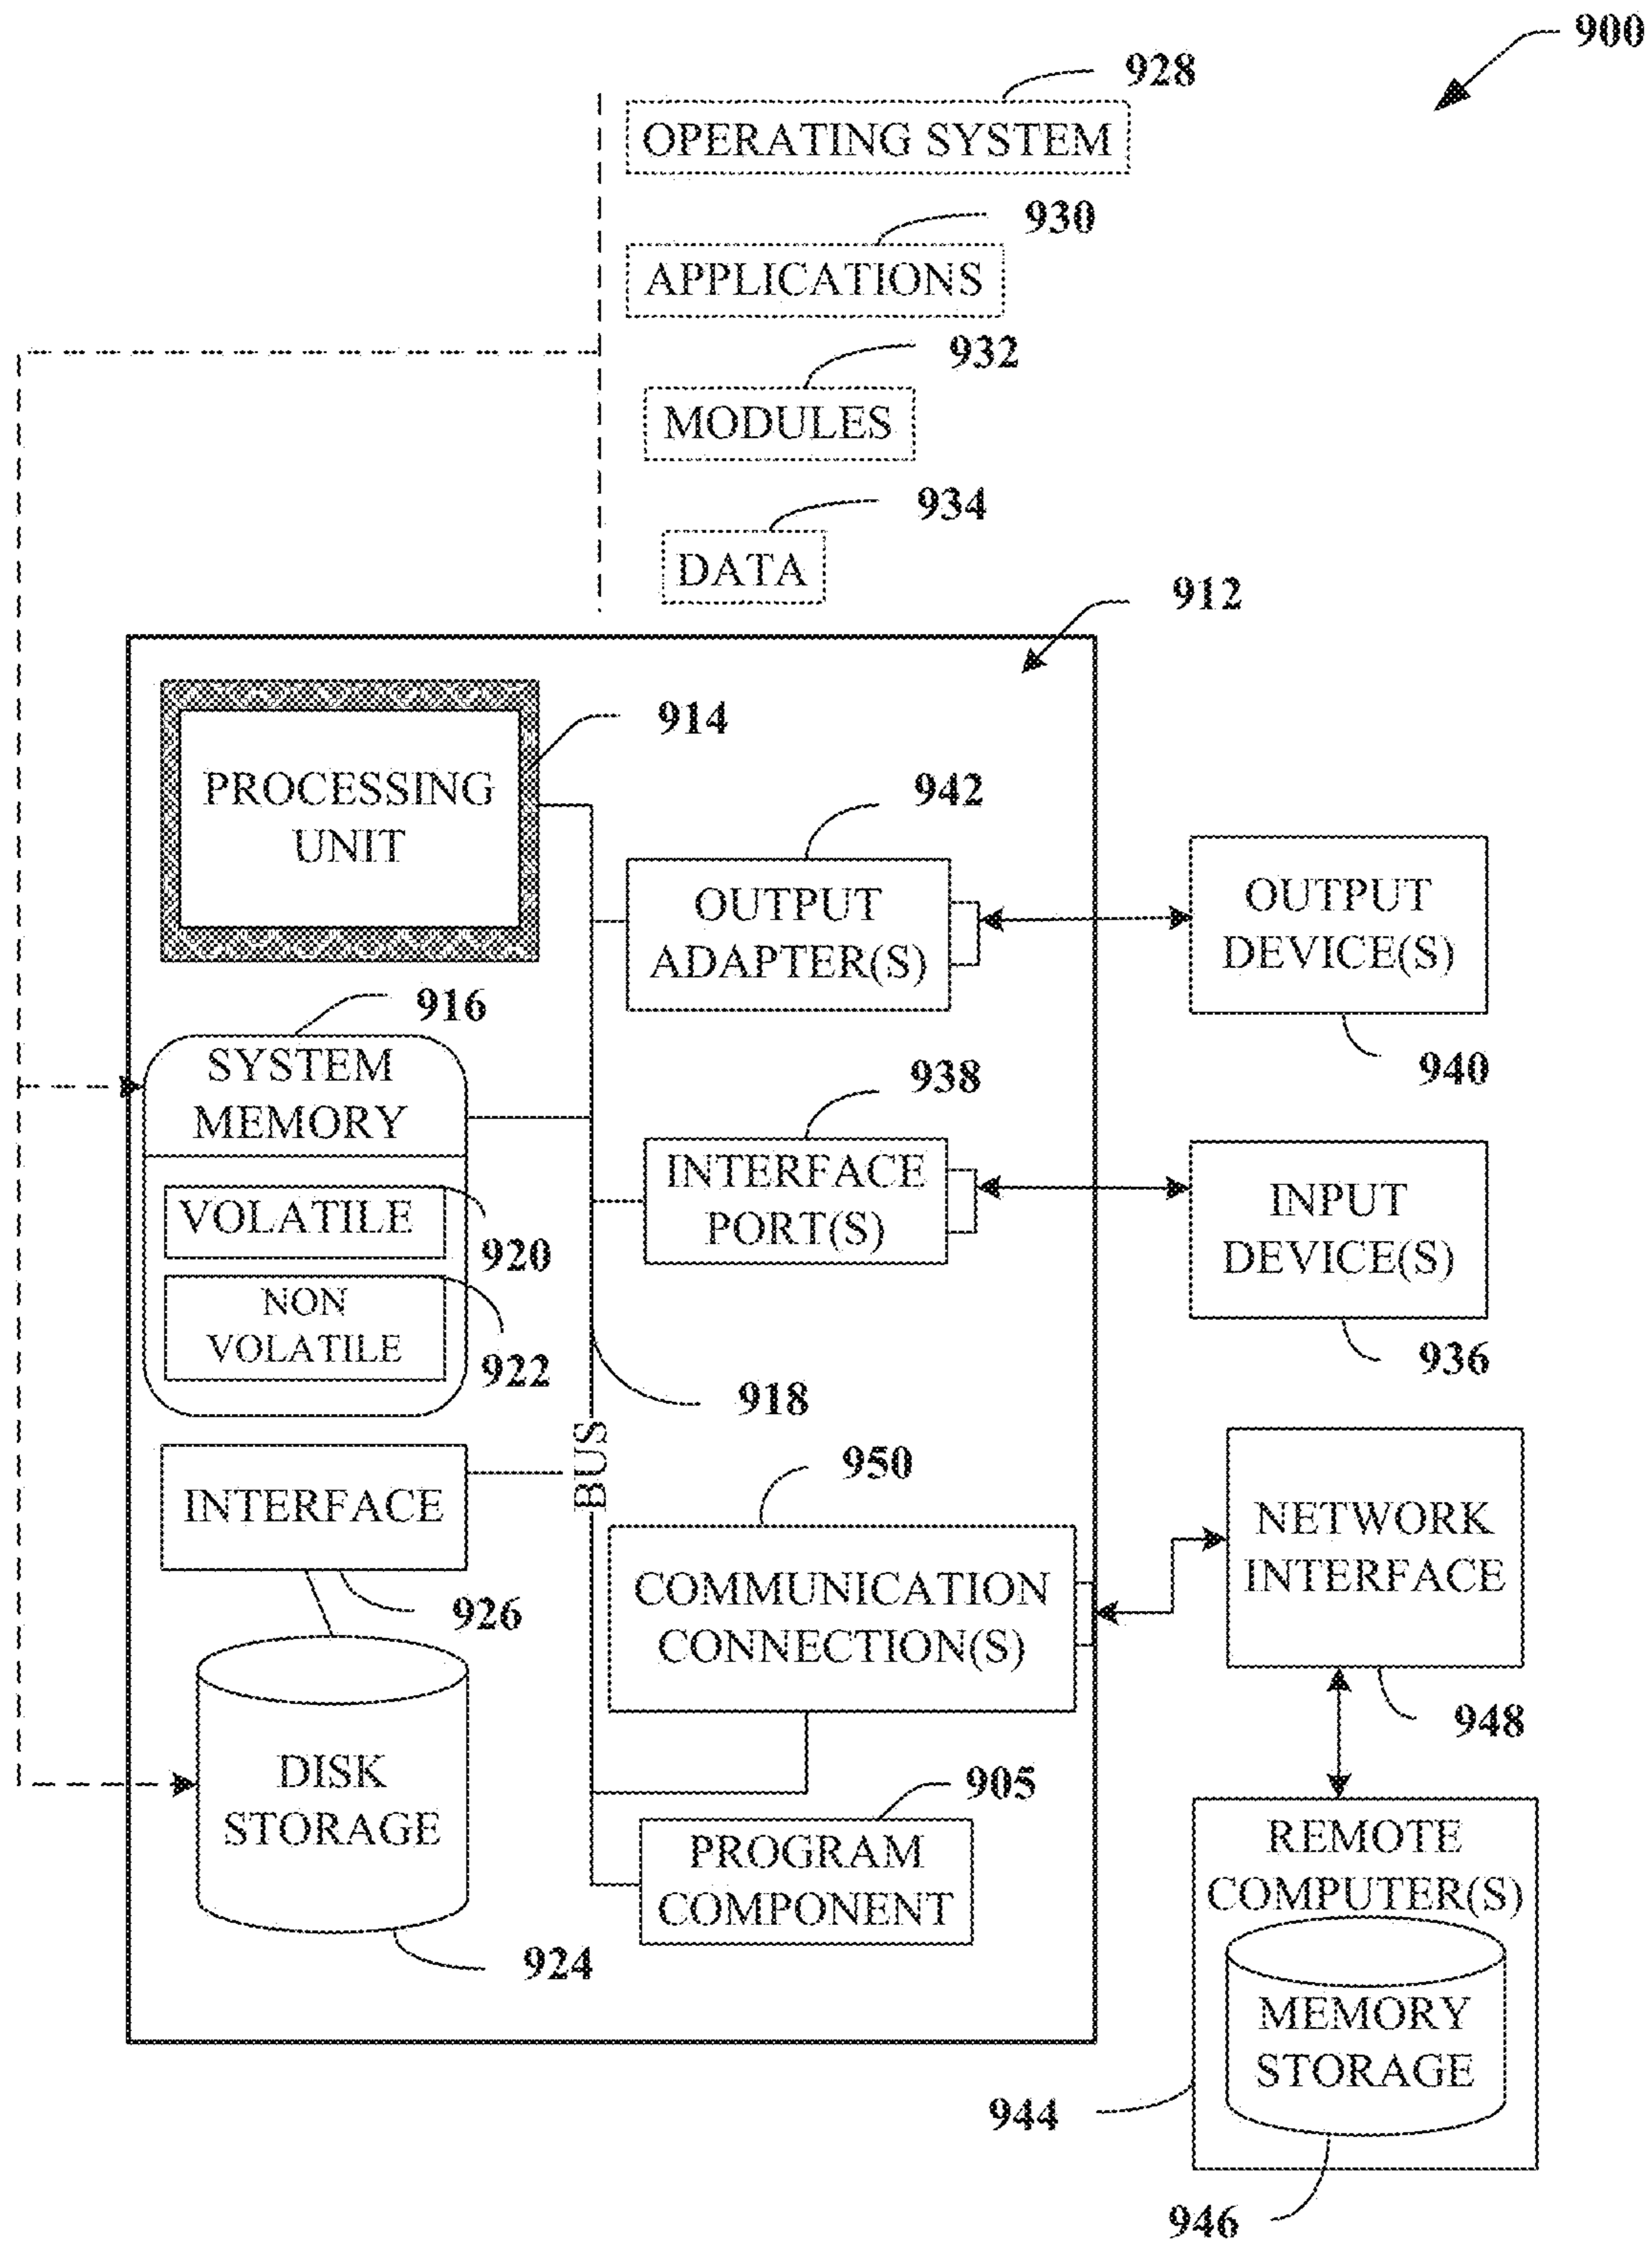 900
928
OPERATING SYSTEM
930
APPLICATIONS
932
MODULES
934
DATA
912
914
PROCESSING
UNIT
942
OUTPUT
ADAPTER(S)
OUTPUT
DEVICE(S)
940
916
SYSTEM
MEMORY
VOLATILE
920
NON
VOLATILE
922
938
INTERFACE
PORT(S)
INPUT
DEVICE(S)
936
918
BUS
INTERFACE
926
950
COMMUNICATION
CONNECTION(S)
NETWORK
INTERFACE
948
DISK
STORAGE
924
905
PROGRAM
COMPONENT
REMOTE
COMPUTER(S)
MEMORY
STORAGE
944
946